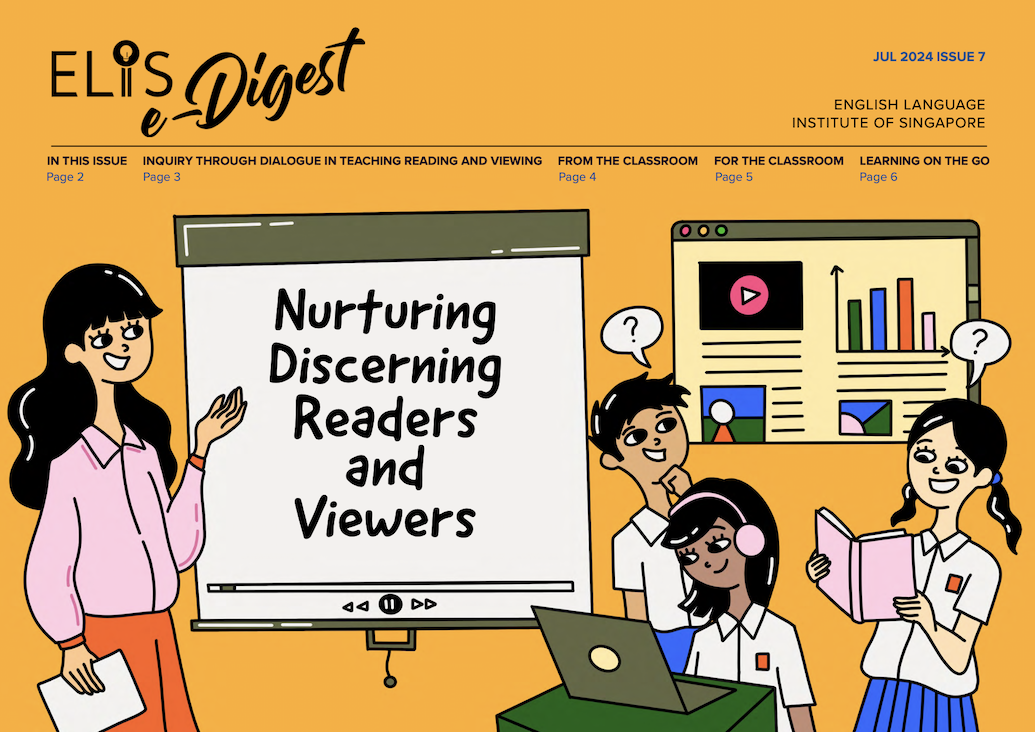 ELiS e-Digest
JUL 2024 ISSUE 7
ENGLISH LANGUAGE
INSTITUTE OF SINGAPORE
IN THIS ISSUE
Page 2
INQUIRY THROUGH DIALOGUE IN TEACHING READING AND VIEWING
Page 3
FROM THE CLASSROOM
Page 4
FOR THE CLASSROOM
Page 5
LEARNING ON THE GO
Page 6
Nurturing
Discerning
Readers
and
Viewers
?
?